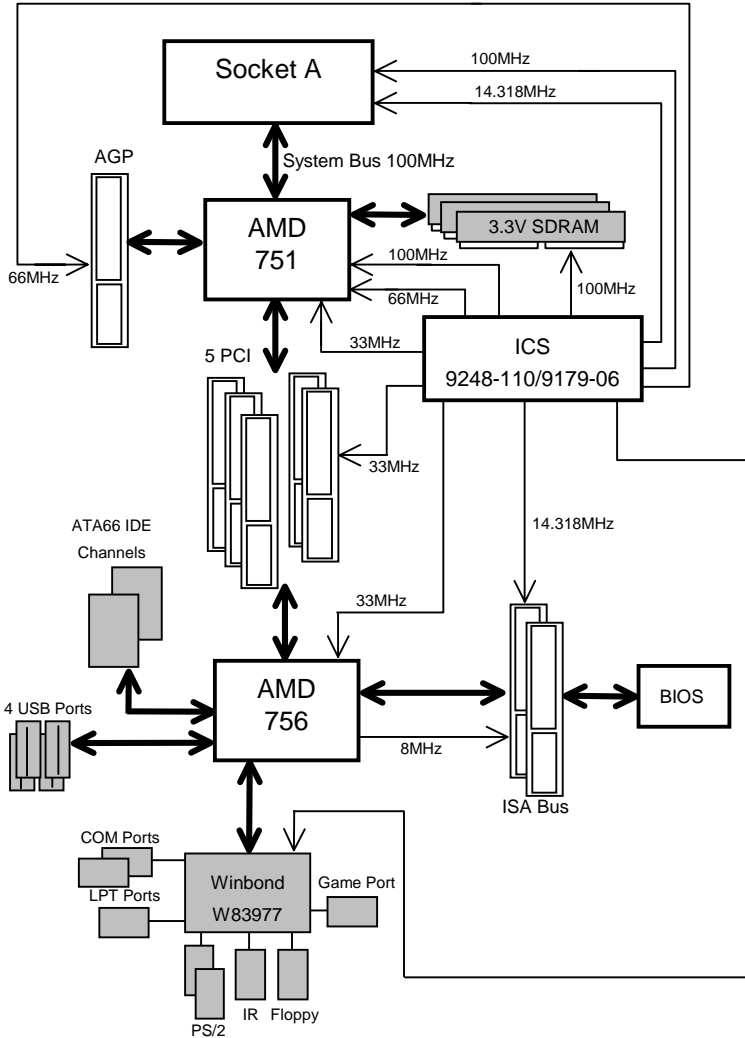 100MHz
Socket A
14.318MHz
AGP
System Bus 100MHz
AMD
751
3.3V SDRAM
100MHz
66MHz
66MHz
100MHz
33MHz
ICS
9248-110/9179-06
5 PCI
33MHz
14.318MHz
ATA66 IDE
Channels
33MHz
AMD
756
BIOS
4 USB Ports
8MHz
ISA Bus
COM Ports
Winbond
W83977
Game Port
LPT Ports
PS/2
IR
Floppy